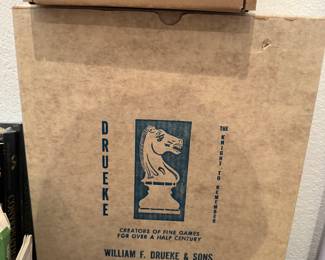 DRUEKE
THE KNIGHT TO REMEMBER
CREATORS OF FINE GAMES
FOR OVER A HALF CENTURY
WILLIAM F. DRUEKE & SONS